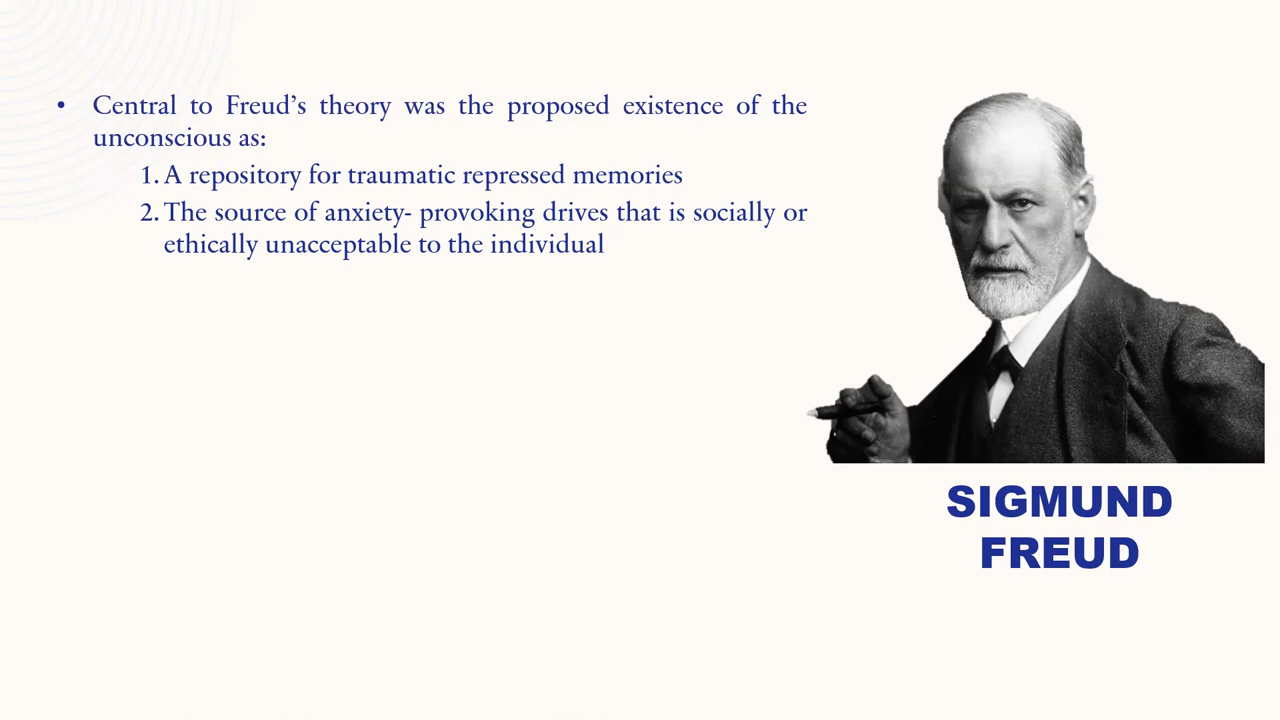 • Central to Freud’s theory was the proposed existence of the
unconscious as:
1. A repository for traumatic repressed memories
2. The source of anxiety- provoking drives that is socially or
ethically unacceptable to the individual
SIGMUND
FREUD